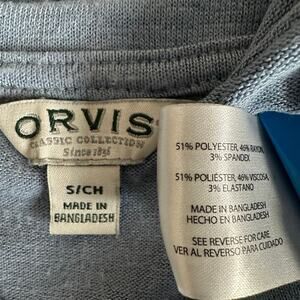 ORVIS
CLASSIC COLLECTION
Since 1856
S/CH
MADE IN
BANGLADESH
51% POLYESTER, 46% RAYON,
3% SPANDEX
51% POLIÉSTER, 46% VISCOSA,
3% ELASTANO
MADE IN BANGLADESH
HECHO EN BANGLADESH
SEE REVERSE FOR CARE
VER AL REVERSO PARA CUIDADO